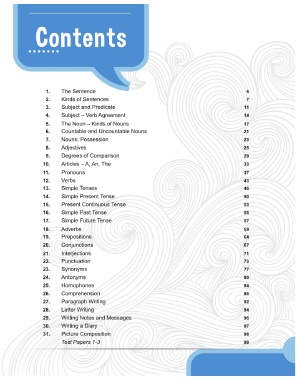 Contents
1. The Sentence 5
2. Kinds of Sentences 7
3. Subject and Predicate 11
4. Subject – Verb Agreement 14
5. The Noun – Kinds of Nouns 17
6. Countable and Uncountable Nouns 21
7. Nouns: Possession 23
8. Adjectives 25
9. Degrees of Comparison 29
10. Articles – A, An, The 33
11. Pronouns 37
12. Verbs 43
13. Simple Tenses 46
14. Simple Present Tense 50
15. Present Continuous Tense 53
16. Simple Past Tense 55
17. Simple Future Tense 57
18. Adverbs 59
19. Prepositions 64
20. Conjunctions 67
21. Interjections 71
22. Punctuation 73
23. Synonyms 77
24. Antonyms 80
25. Homophones 84
26. Comprehension 86
27. Paragraph Writing 92
28. Letter Writing 94
29. Writing Notes and Messages 96
30. Writing a Diary 97
31. Picture Composition 98
Test Papers 1-3 99